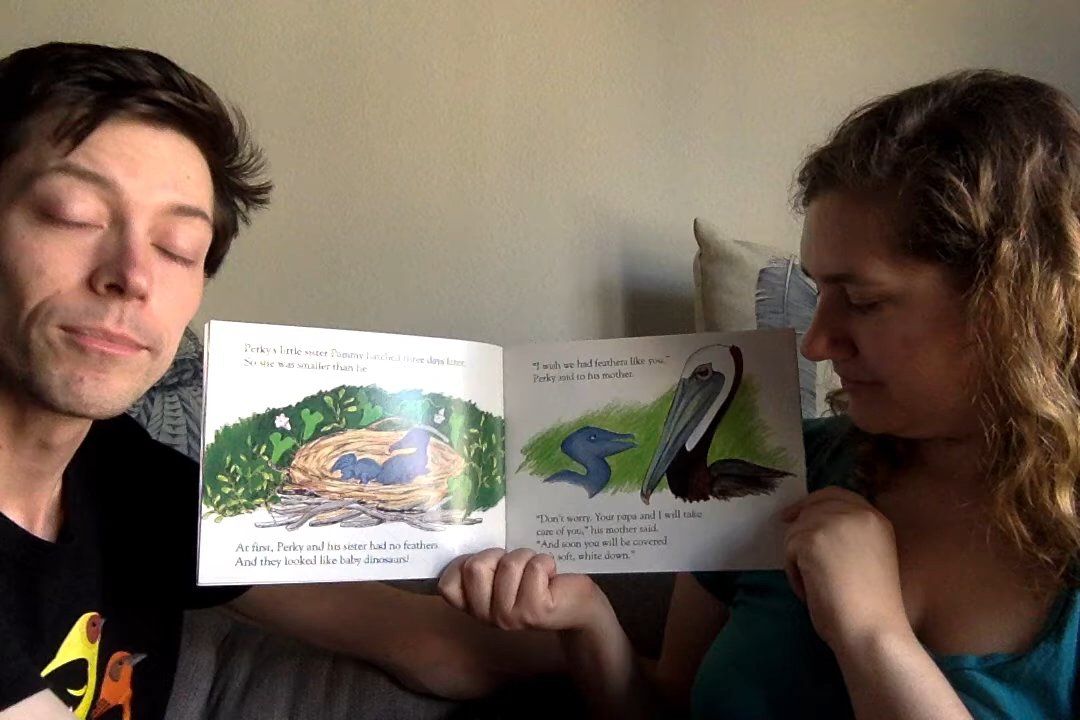 Perky's little sister Pammy hatched three days later.
So she was smaller than he.
At first, Perky and his sister had no feathers.
And they looked like baby dinosaurs!
"I wish we had feathers like you,"
Perky said to his mother.
"Don't worry. Your papa and I will take
care of you," his mother said.
"And soon you will be covered
soft, white down."